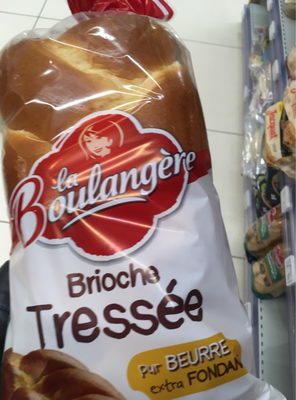 la
Boulangère
Brioche
Tressée
pur BEURRE
extra FONDAN